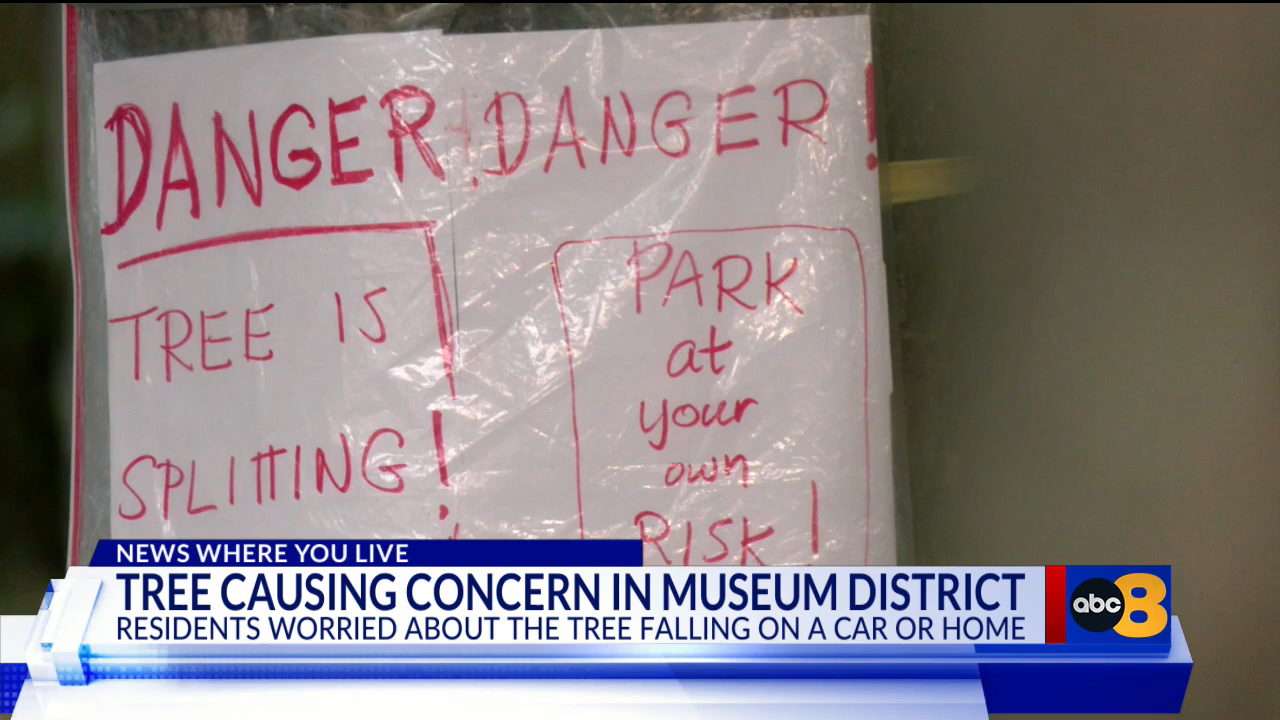 DANGER! DANGER!
TREE IS
SPLITTING!
PARK
at
your
own
RISK!
NEWS WHERE YOU LIVE
TREE CAUSING CONCERN IN MUSEUM DISTRICT
RESIDENTS WORRIED ABOUT THE TREE FALLING ON A CAR OR HOME
abc 8